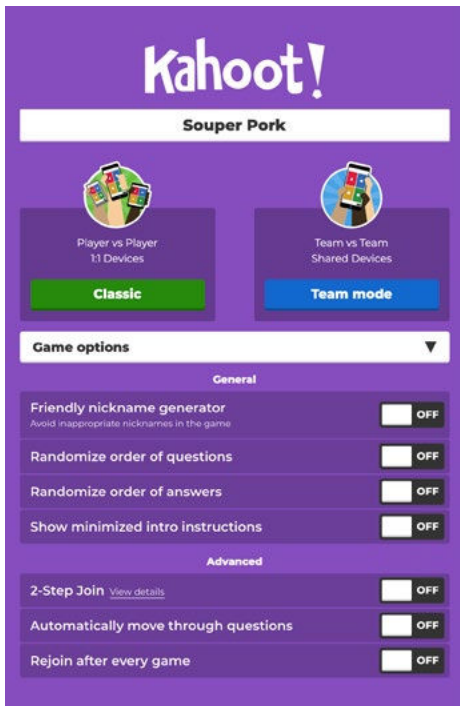 Kahoot!
Souper Pork
Player vs Player
1:1 Devices
Classic
Team vs Team
Shared Devices
Team mode
Game options
General
Friendly nickname generator
Avoid inappropriate nicknames in the game
OFF
Randomize order of questions
OFF
Randomize order of answers
OFF
Show minimized intro instructions
OFF
Advanced
2-Step Join View details
OFF
Automatically move through questions
OFF
Rejoin after every game
OFF